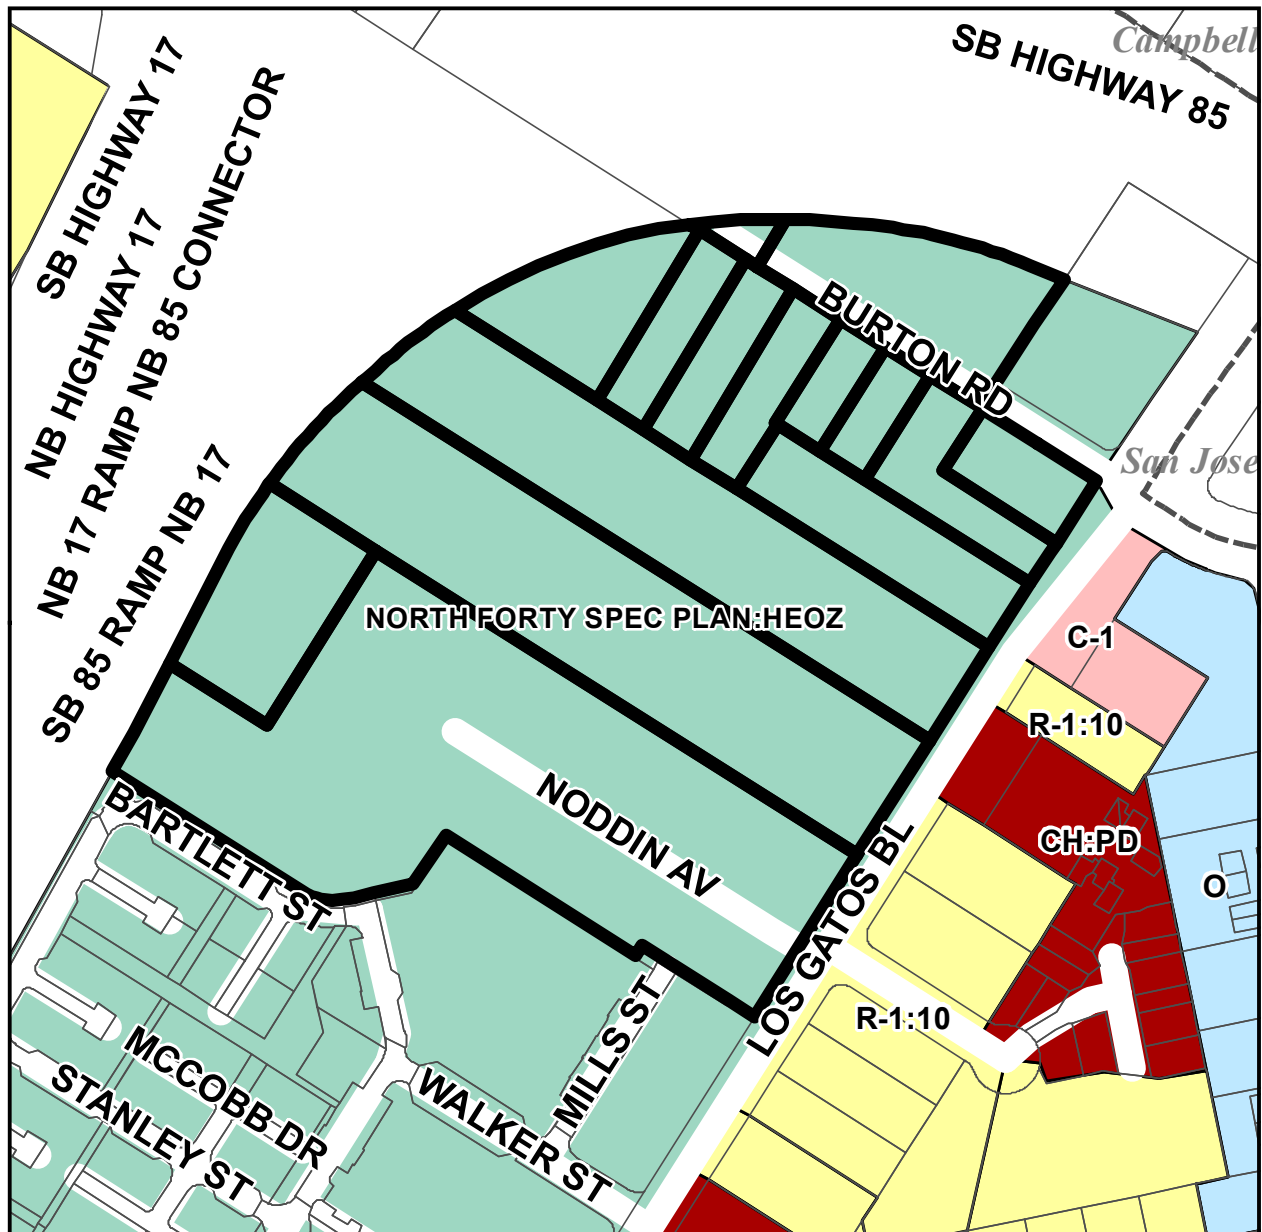 Campbell
SB HIGHWAY 85
SB HIGHWAY 17
NB HIGHWAY 17
NB 17 RAMP NB 85 CONNECTOR
SB 85 RAMP NB 17
BURTON RD
San Jose
NORTH FORTY SPEC PLAN:HEOZ
C-1
R-1:10
CH:PD
O
NODDIN AV
BARTLETT ST
LOS GATOS BL
R-1:10
MILLS ST
MCCOBB DR
WALKER ST
STANLEY ST